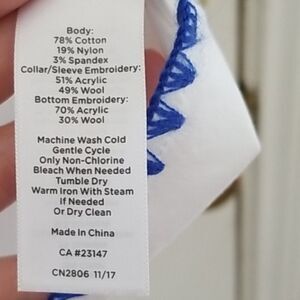 Body:
78% Cotton
19% Nylon
3% Spandex
Collar/Sleeve Embroidery:
51% Acrylic
49% Wool
Bottom Embroidery:
70% Acrylic
30% Wool
Machine Wash Cold
Gentle Cycle
Only Non-Chlorine
Bleach When Needed
Tumble Dry
Warm Iron With Steam
If Needed
Or Dry Clean
Made In China
CA #23147
CN2806 11/17